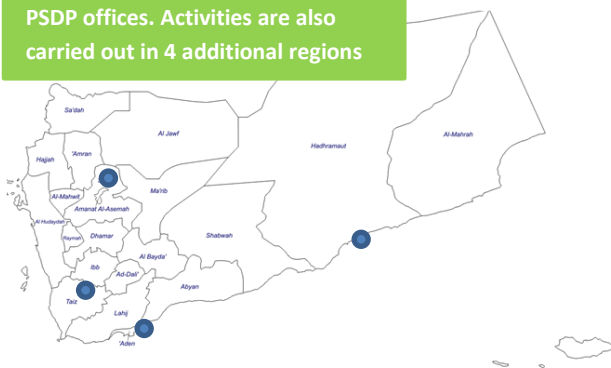 PSDP offices. Activities are also
carried out in 4 additional regions
Sa'dah
Al Jawf
Hadhramaut
Al-Mahrah
Hajjah
'Amran
Al-Mahwit
Ma'rib
Amanat Al-Asemah
Al Hudaydah
Raymah
Dhamar
Shabwah
Al Bayda'
Ibb
Ad-Dali'
Abyan
Taiz
Lahij
'Aden